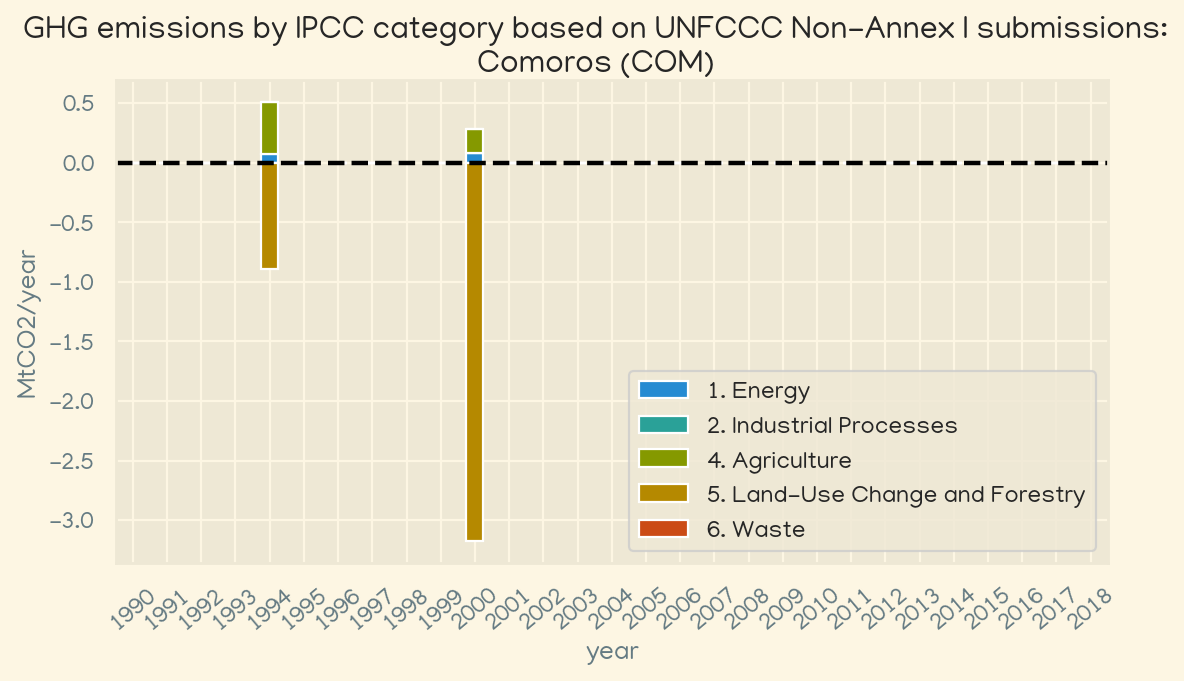 GHG emissions by IPCC category based on UNFCCC Non-Annex I submissions:
Comoros (COM)
MtCO2/year
0.5
0.0
-0.5
-1.0
-1.5
-2.0
-2.5
-3.0
1. Energy
2. Industrial Processes
4. Agriculture
5. Land-Use Change and Forestry
6. Waste
1990 1991 1992 1993 1994 1995 1996 1997 1998 1999 2000 2001 2002 2003 2004 2005 2006 2007 2008 2009 2010 2011 2012 2013 2014 2015 2016 2017 2018
year